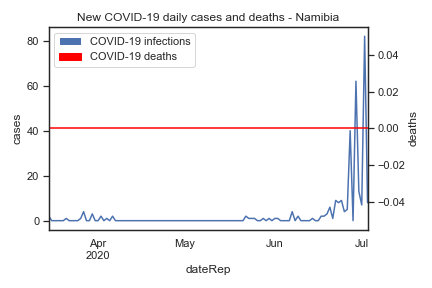 New COVID-19 daily cases and deaths - Namibia
COVID-19 infections
COVID-19 deaths
80
60
40
20
0
cases
0.04
0.02
0.00
−0.02
−0.04
deaths
Apr
2020
May
Jun
Jul
dateRep